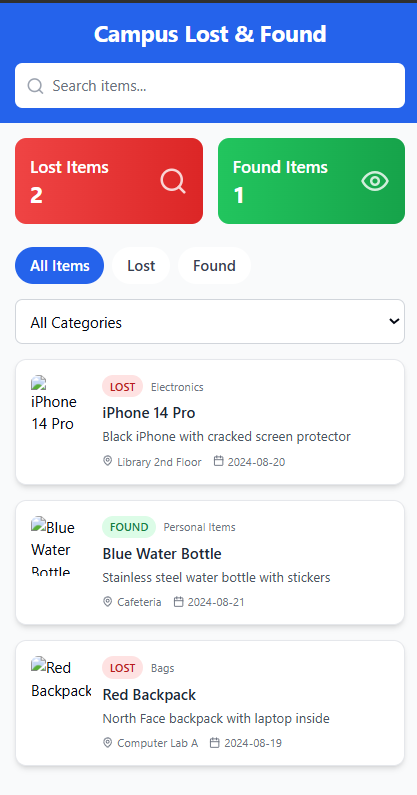 Campus Lost & Found
Search items...
Lost Items
2
Found Items
1
All Items
Lost
Found
All Categories
iPhone
14 Pro
LOST
Electronics
iPhone 14 Pro
Black iPhone with cracked screen protector
Library 2nd Floor
2024-08-20
Blue
Water
Bottle
FOUND
Personal Items
Blue Water Bottle
Stainless steel water bottle with stickers
Cafeteria
2024-08-21
Red
Backpack
LOST
Bags
Red Backpack
North Face backpack with laptop inside
Computer Lab A
2024-08-19